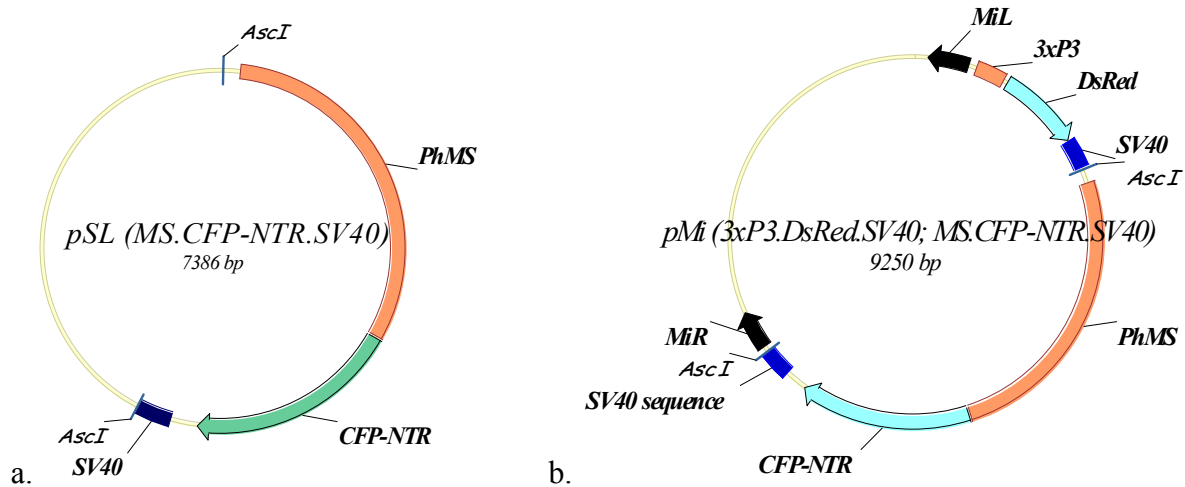 AscI
PhMS
pSL (MS.CFP-NTR.SV40)
7386 bp
AscI
SV40
CFP-NTR
a.
MiL
3xP3
DsRed
SV40
AscI
pMi (3xP3.DsRed.SV40; MS.CFP-NTR.SV40)
9250 bp
MiR
AscI
SV40 sequence
PhMS
CFP-NTR
b.